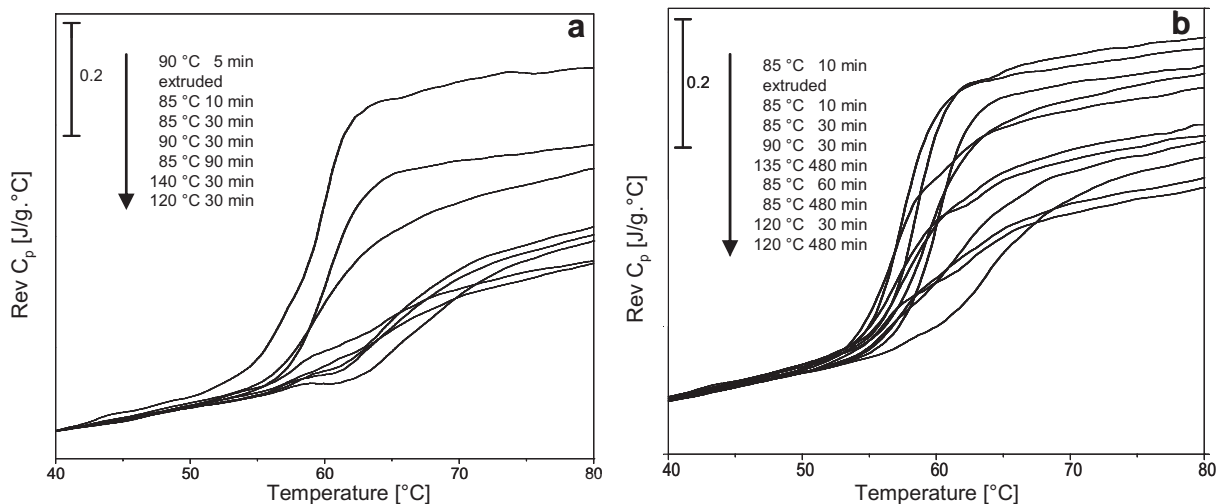 a
0.2
90 °C 5 min
extruded
85 °C 10 min
85 °C 30 min
90 °C 30 min
85 °C 90 min
140 °C 30 min
120 °C 30 min
Rev Cp [J/g.°C]
40
50
60
70
80
Temperature [°C]
b
0.2
85 °C 10 min
extruded
85 °C 10 min
85 °C 30 min
90 °C 30 min
135 °C 480 min
85 °C 60 min
85 °C 480 min
120 °C 30 min
120 °C 480 min
Rev Cp [J/g.°C]
40
50
60
70
80
Temperature [°C]